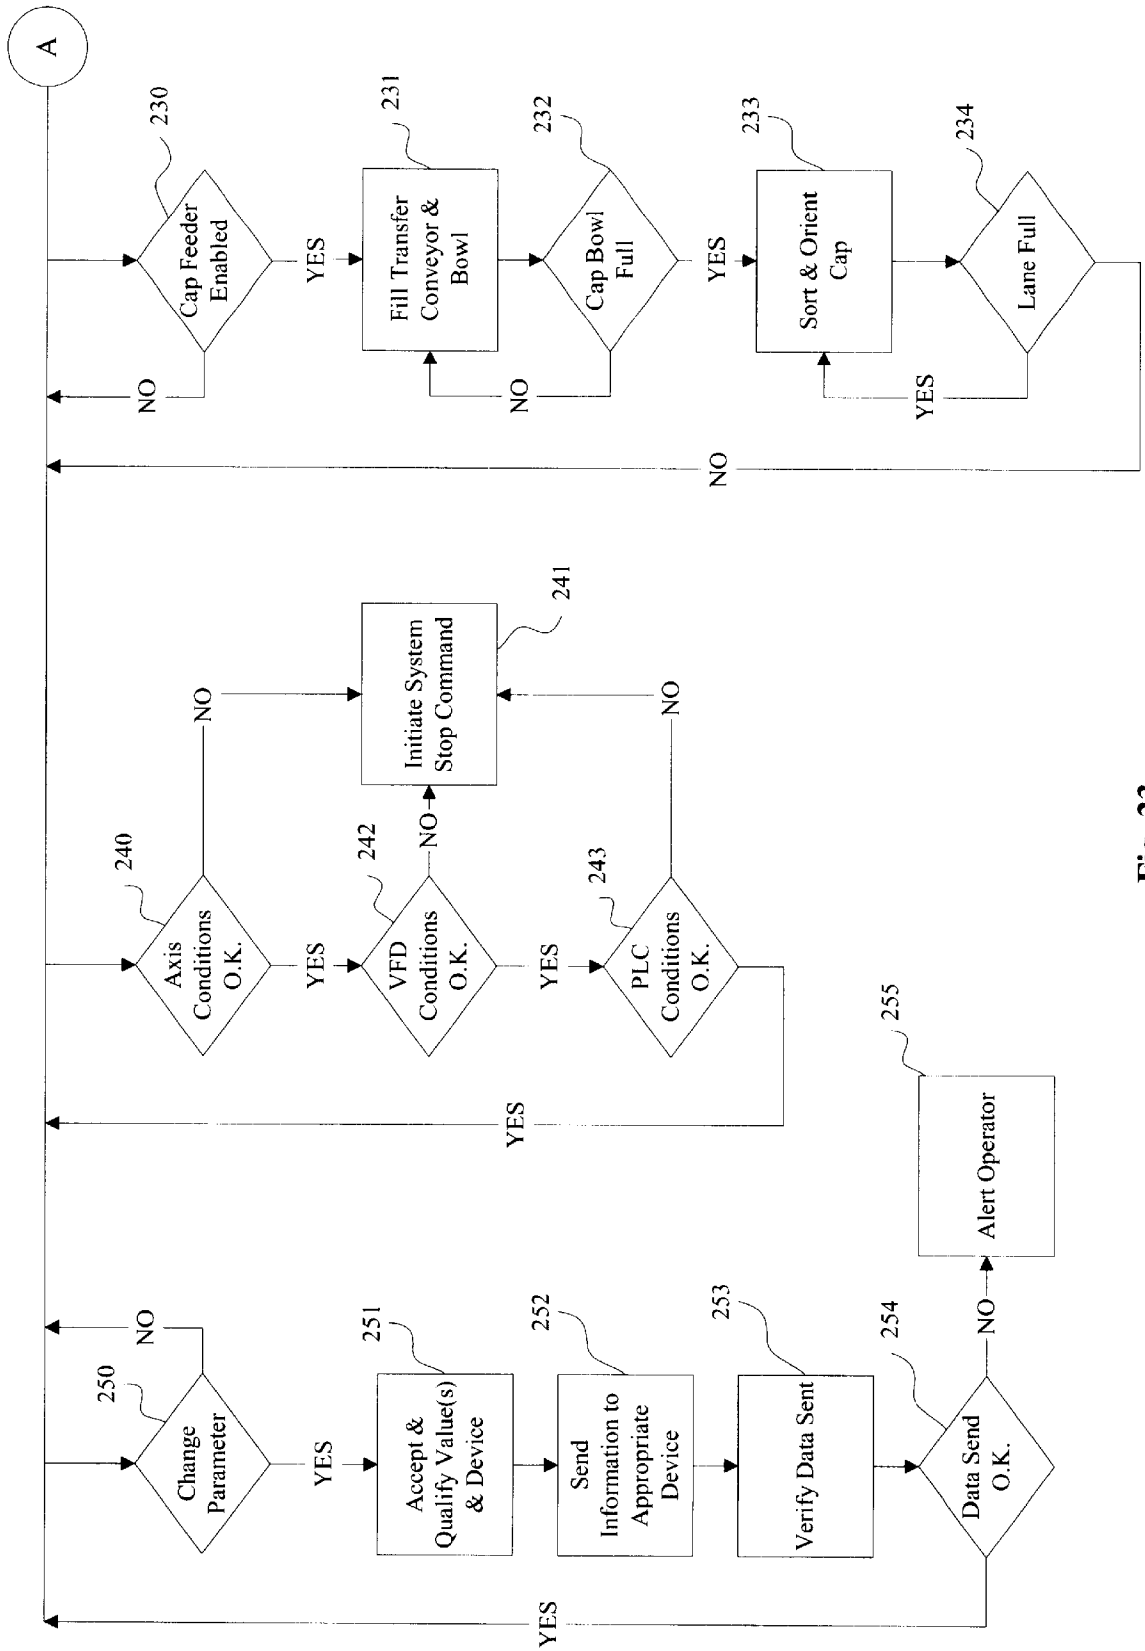 A
250
Change
Parameter
NO
YES
251
Accept &
Qualify Value(s)
& Device
252
Send
Information to
Appropriate
Device
253
Verify Data Sent
254
Data Send
O.K.
YES
NO
255
Alert Operator
240
Axis
Conditions
O.K.
NO
YES
242
VFD
Conditions
O.K.
NO
YES
241
Initiate System
Stop Command
243
PLC
Conditions
O.K.
NO
YES
230
Cap Feeder
Enabled
NO
YES
231
Fill Transfer
Conveyor &
Bowl
232
Cap Bowl
Full
NO
YES
233
Sort & Orient
Cap
234
Lane Full
YES
NO
Fig.